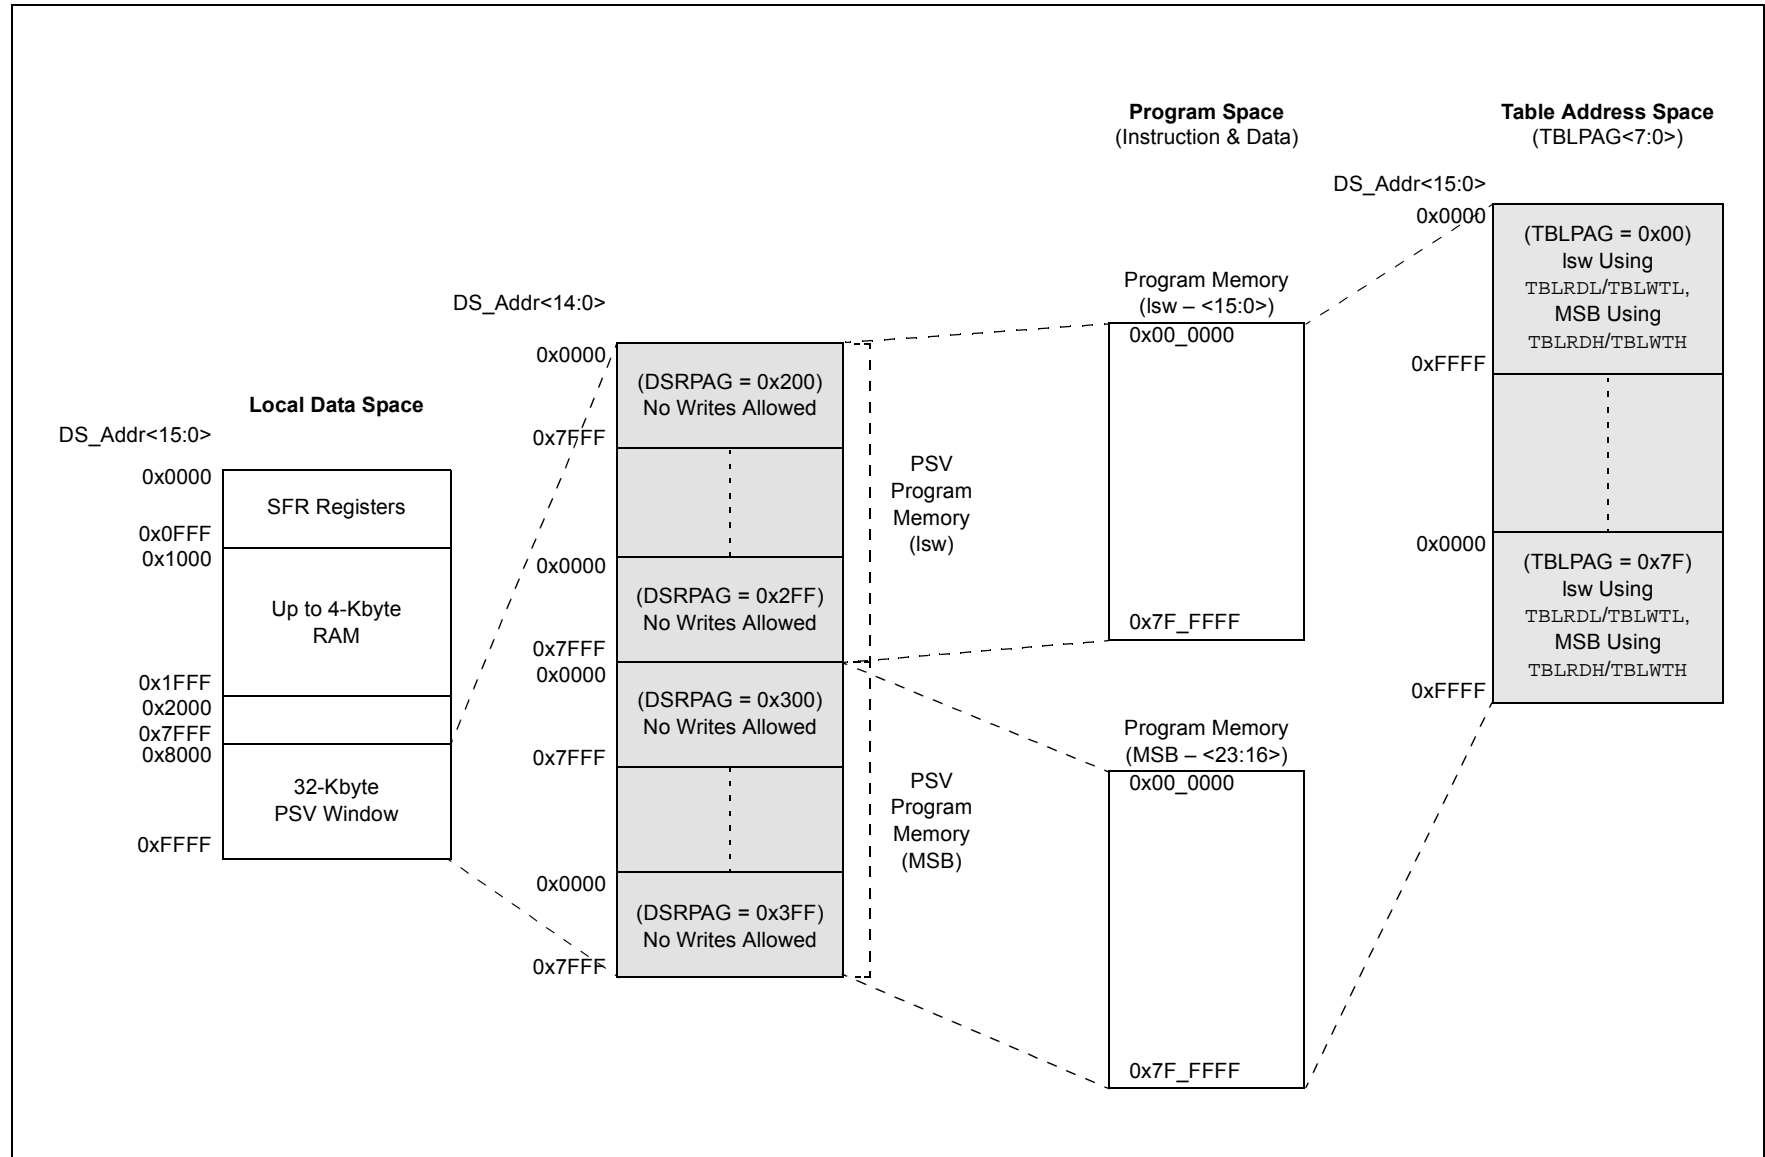 Program Space
(Instruction & Data)
Table Address Space
(TBLPAG<7:0>)
Local Data Space
DS_Addr<15:0>
0x0000
SFR Registers
0x0FFF
0x1000
Up to 4-Kbyte
RAM
0x1FFF
0x2000
0x7FFF
0x8000
32-Kbyte
PSV Window
0xFFFF
DS_Addr<14:0>
0x0000
(DSRPAG = 0x200)
No Writes Allowed
0x7FFF
0x0000
(DSRPAG = 0x2FF)
No Writes Allowed
0x7FFF
0x0000
(DSRPAG = 0x300)
No Writes Allowed
0x7FFF
0x0000
(DSRPAG = 0x3FF)
No Writes Allowed
0x7FFF
PSV
Program
Memory
(lsw)
PSV
Program
Memory
(MSB)
Program Memory
(lsw – <15:0>)
0x00_0000
0x7F_FFFF
Program Memory
(MSB – <23:16>)
0x00_0000
0x7F_FFFF
DS_Addr<15:0>
0x0000
(TBLPAG = 0x00)
lsw Using
TBLRDL/TBLWTL,
MSB Using
TBLRDH/TBLWTH
0xFFFF
0x0000
(TBLPAG = 0x7F)
lsw Using
TBLRDL/TBLWTL,
MSB Using
TBLRDH/TBLWTH
0xFFFF